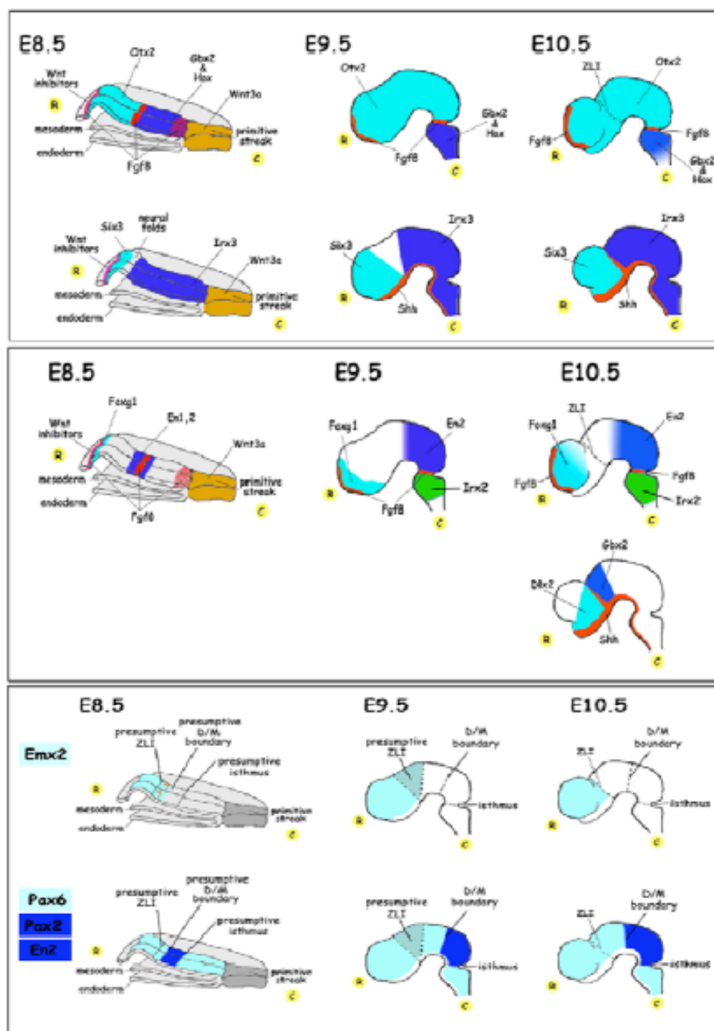 E8.5
E9.5
E10.5
Otx2
Gbx2
&
Hox
Wnt
inhibitors
Wnt3a
R
mesoderm
endoderm
Fgf8
primitive
streak
C
Otx2
R
Fgf8
Gbx2
&
Hox
C
ZLI
Otx2
Fgf8
R
Fgf8
C
Gbx2
&
Hox
Six3
neural
folds
Irx3
Wnt
inhibitors
Wnt3a
R
mesoderm
endoderm
primitive
streak
C
Six3
Irx3
R
Shh
C
Six3
Irx3
R
Shh
C
E8.5
E9.5
E10.5
Foxg1
En1,2
Wnt
inhibitors
Wnt3a
R
mesoderm
endoderm
Fgf8
primitive
streak
C
Foxg1
En2
Irx2
R
Fgf8
C
ZLI
Foxg1
En2
Fgf8
Fgf8
R
Irx2
C
Gbx2
Dlx2
R
Shh
C
E8.5
E9.5
E10.5
Emx2
presumptive
ZLI
presumptive
D/M
boundary
presumptive
isthmus
R
mesoderm
endoderm
primitive
streak
C
presumptive
ZLI
D/M
boundary
isthmus
R
C
ZLI
D/M
boundary
isthmus
R
C
Pax6
Pax2
En2
presumptive
ZLI
presumptive
D/M
boundary
presumptive
isthmus
R
mesoderm
endoderm
primitive
streak
C
presumptive
ZLI
D/M
boundary
isthmus
R
C
ZLI
D/M
boundary
isthmus
R
C